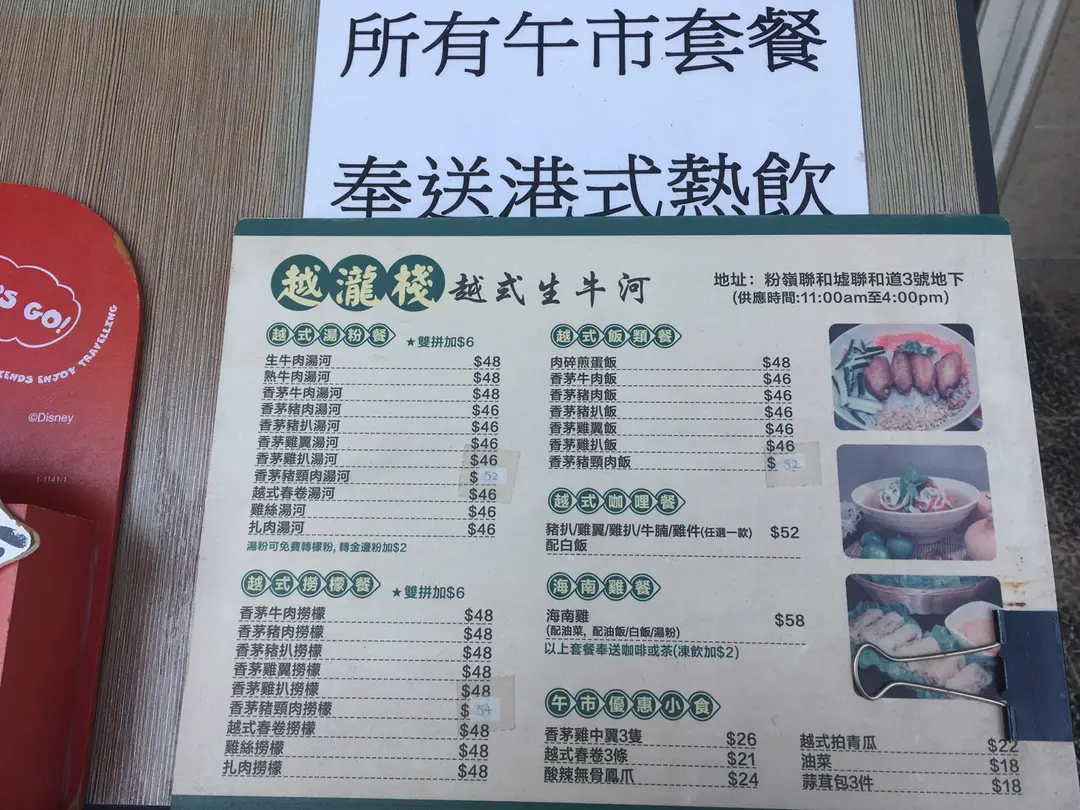 所有午市套餐
奉送港式熱飲
S GO!
ENDS ENJOY TRAVELLING
©Disney
1-1141-1
越瀧棧 越式生牛河
地址：粉嶺聯和墟聯和道3號地下
(供應時間:11:00am至4:00pm)
越式湯粉餐 ★雙拼加$6
生牛肉湯河 $48
熟牛肉湯河 $48
香茅牛肉湯河 $48
香茅豬肉湯河 $46
香茅豬扒湯河 $46
香茅雞翼湯河 $46
香茅雞扒湯河 $46
香茅豬頸肉湯河 $52
越式春卷湯河 $46
雞絲湯河 $46
扎肉湯河 $46
湯粉可免費轉檬粉, 轉金邊粉加$2
越式撈檬餐 ★雙拼加$6
香茅牛肉撈檬 $48
香茅豬肉撈檬 $48
香茅豬扒撈檬 $48
香茅雞翼撈檬 $48
香茅雞扒撈檬 $48
香茅豬頸肉撈檬 $54
越式春卷撈檬 $48
雞絲撈檬 $48
扎肉撈檬 $48
越式飯類餐
肉碎煎蛋飯 $48
香茅牛肉飯 $46
香茅豬肉飯 $46
香茅豬扒飯 $46
香茅雞翼飯 $46
香茅雞扒飯 $46
香茅豬頸肉飯 $52
越式咖哩餐
豬扒/雞翼/雞扒/牛腩/雞件(任選一款) $52
配白飯
海南雞餐
海南雞 $58
(配油菜, 配油飯/白飯/湯粉)
以上套餐奉送咖啡或茶(凍飲加$2)
午市優惠小食
香茅雞中翼3隻 $26
越式春卷3條 $21
酸辣無骨鳳爪 $24
越式拍青瓜 $22
油菜 $18
蒜茸包3件 $18